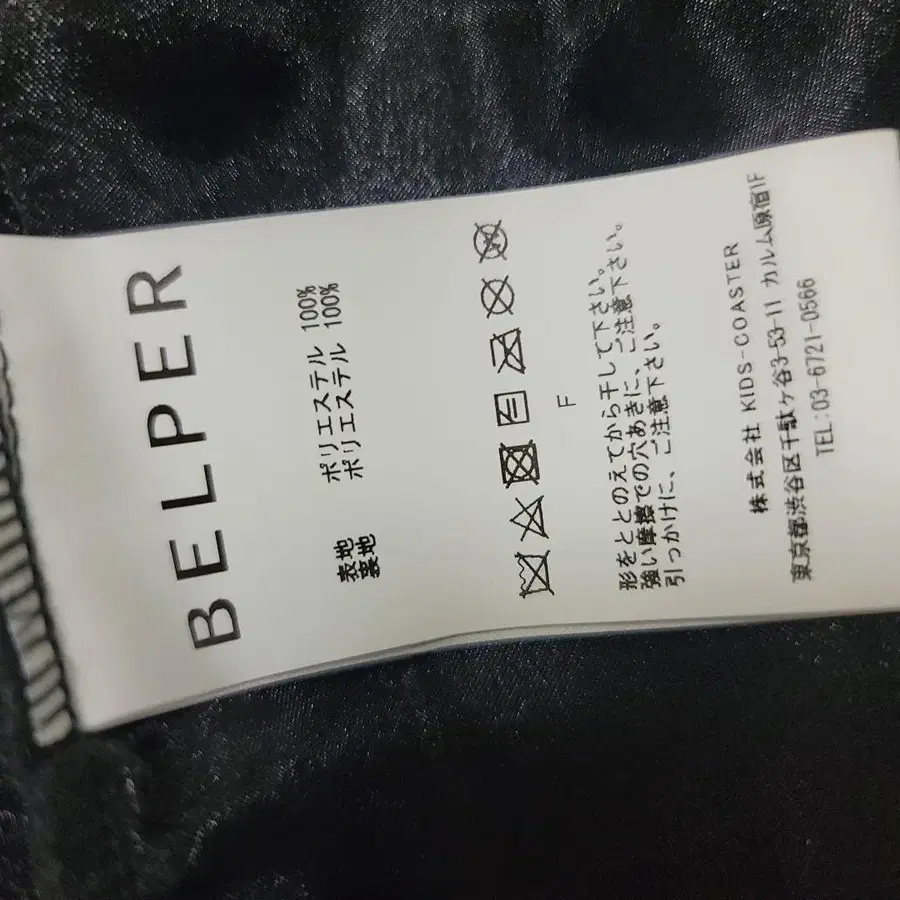 BELPER
表地 ポリエステル 100%
裏地 ポリエステル 100%
F
形をととのえてから干して下さい。
強い摩擦での穴あきに、ご注意下さい。
引っかけに、ご注意下さい。
株式会社 KIDS-COASTER
東京都渋谷区千駄ヶ谷3-53-11 カルム原宿1F
TEL:03-6721-0566